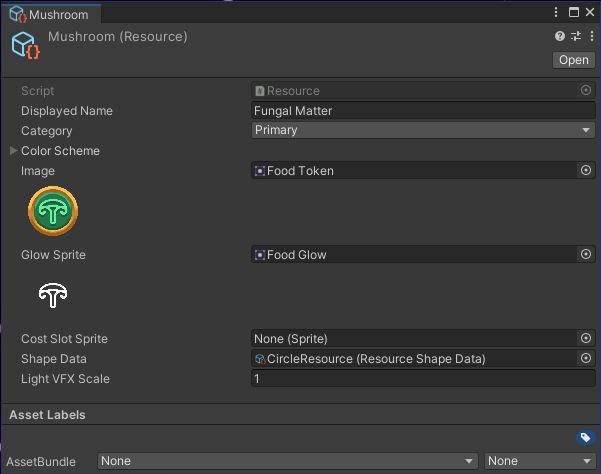 Mushroom
Mushroom (Resource)
Open
Script Resource
Displayed Name Fungal Matter
Category Primary
Color Scheme
Image Food Token
Glow Sprite Food Glow
Cost Slot Sprite None (Sprite)
Shape Data CircleResource (Resource Shape Data)
Light VFX Scale 1
Asset Labels
AssetBundle None None